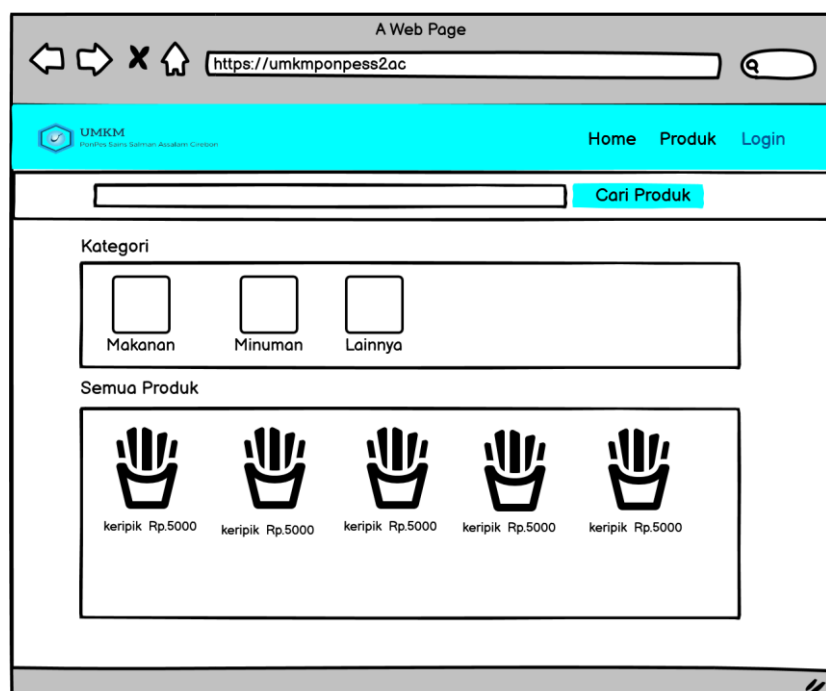 A Web Page
https://umkmponpess2ac
UMKM
PonPes Sains Salman Assalam Cirebon
Home Produk Login
Cari Produk
Kategori
Makanan Minuman Lainnya
Semua Produk
keripik Rp.5000 keripik Rp.5000 keripik Rp.5000 keripik Rp.5000 keripik Rp.5000